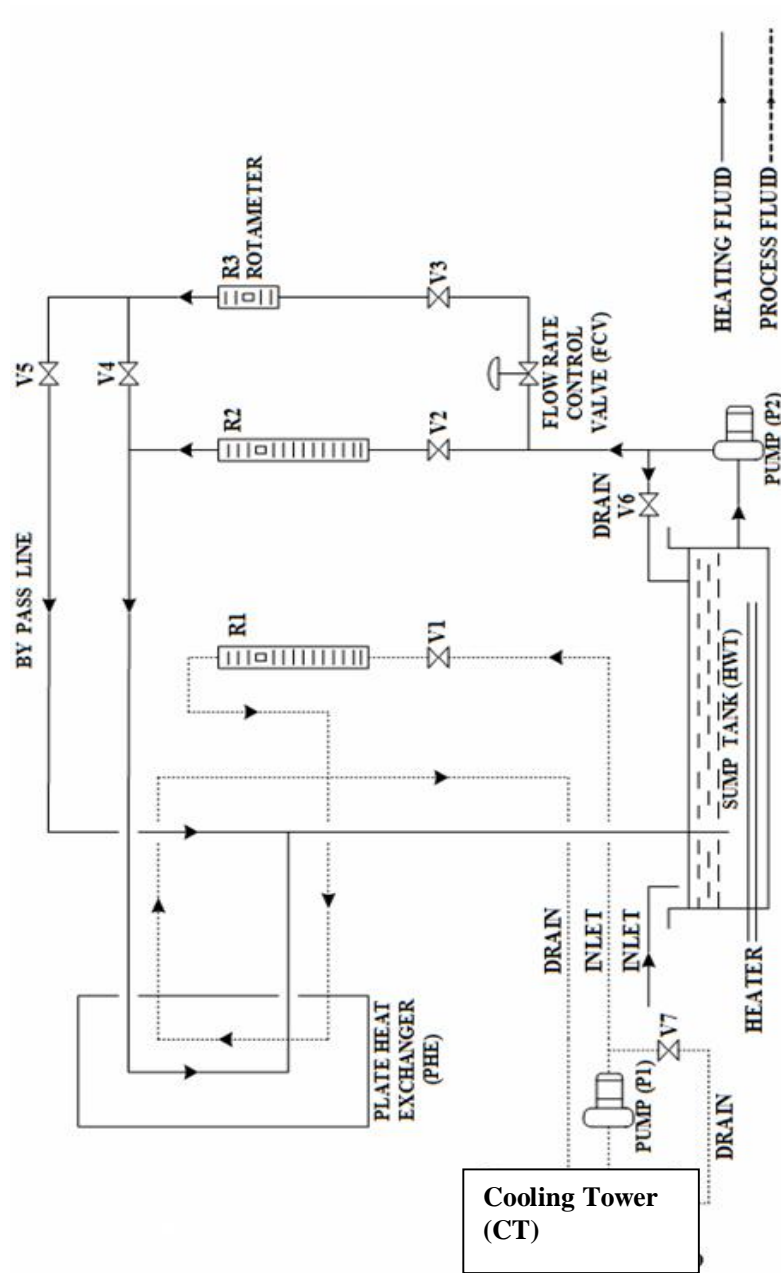 BY PASS LINE
V5
V4
R3
ROTAMETER
R2
R1
V3
V2
V1
FLOW RATE
CONTROL
VALVE (FCV)
HEATING FLUID
PROCESS FLUID
PUMP (P2)
DRAIN
V6
SUMP TANK (HWT)
HEATER
INLET
INLET
DRAIN
PLATE HEAT
EXCHANGER
(PHE)
V7
PUMP (P1)
DRAIN
Cooling Tower
(CT)